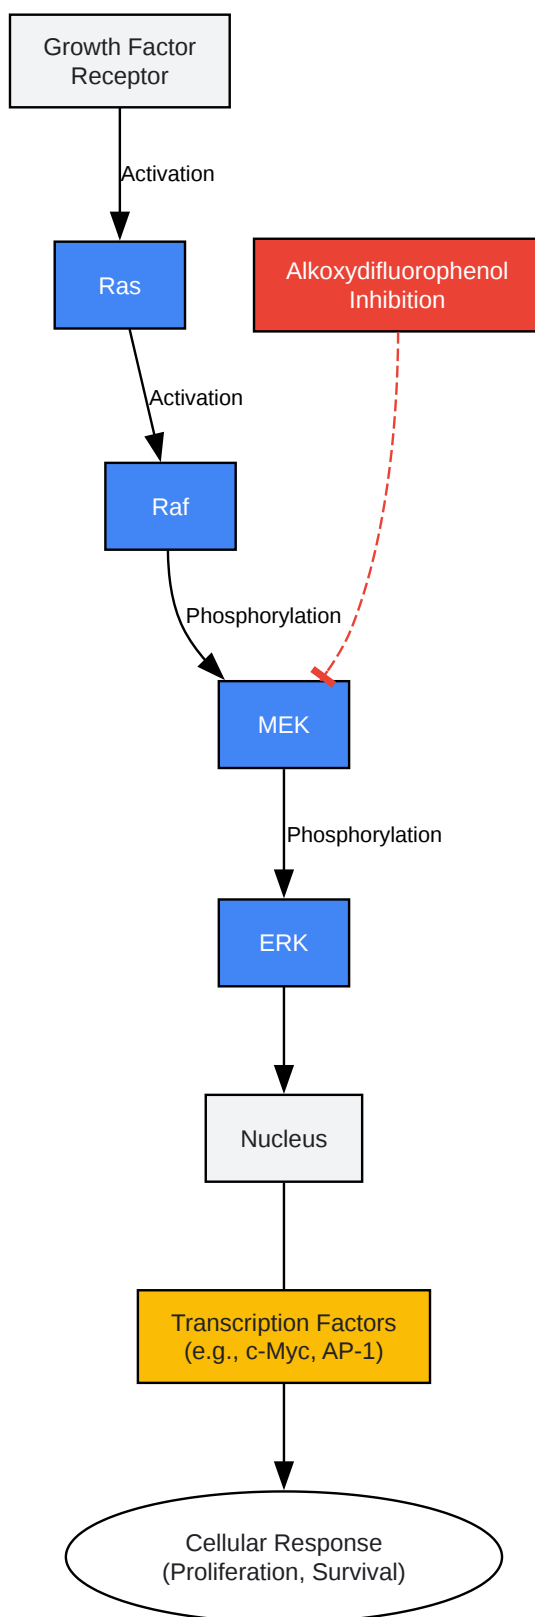 Growth Factor
Receptor
Activation
Ras
Alkoxydifluorophenol
Inhibition
Activation
Raf
Phosphorylation
MEK
Phosphorylation
ERK
Nucleus
Transcription Factors
(e.g., c-Myc, AP-1)
Cellular Response
(Proliferation, Survival)